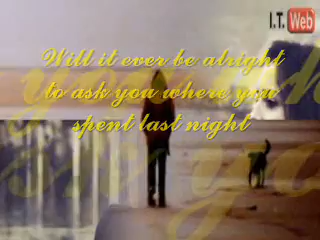 I.T. Web
Will it ever be alright
to ask you where you
spent last night